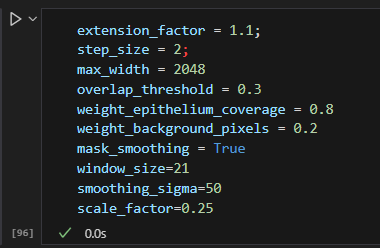 extension_factor = 1.1;
step_size = 2;
max_width = 2048
overlap_threshold = 0.3
weight_epithelium_coverage = 0.8
weight_background_pixels = 0.2
mask_smoothing = True
window_size=21
smoothing_sigma=50
scale_factor=0.25
[96] 0.0s